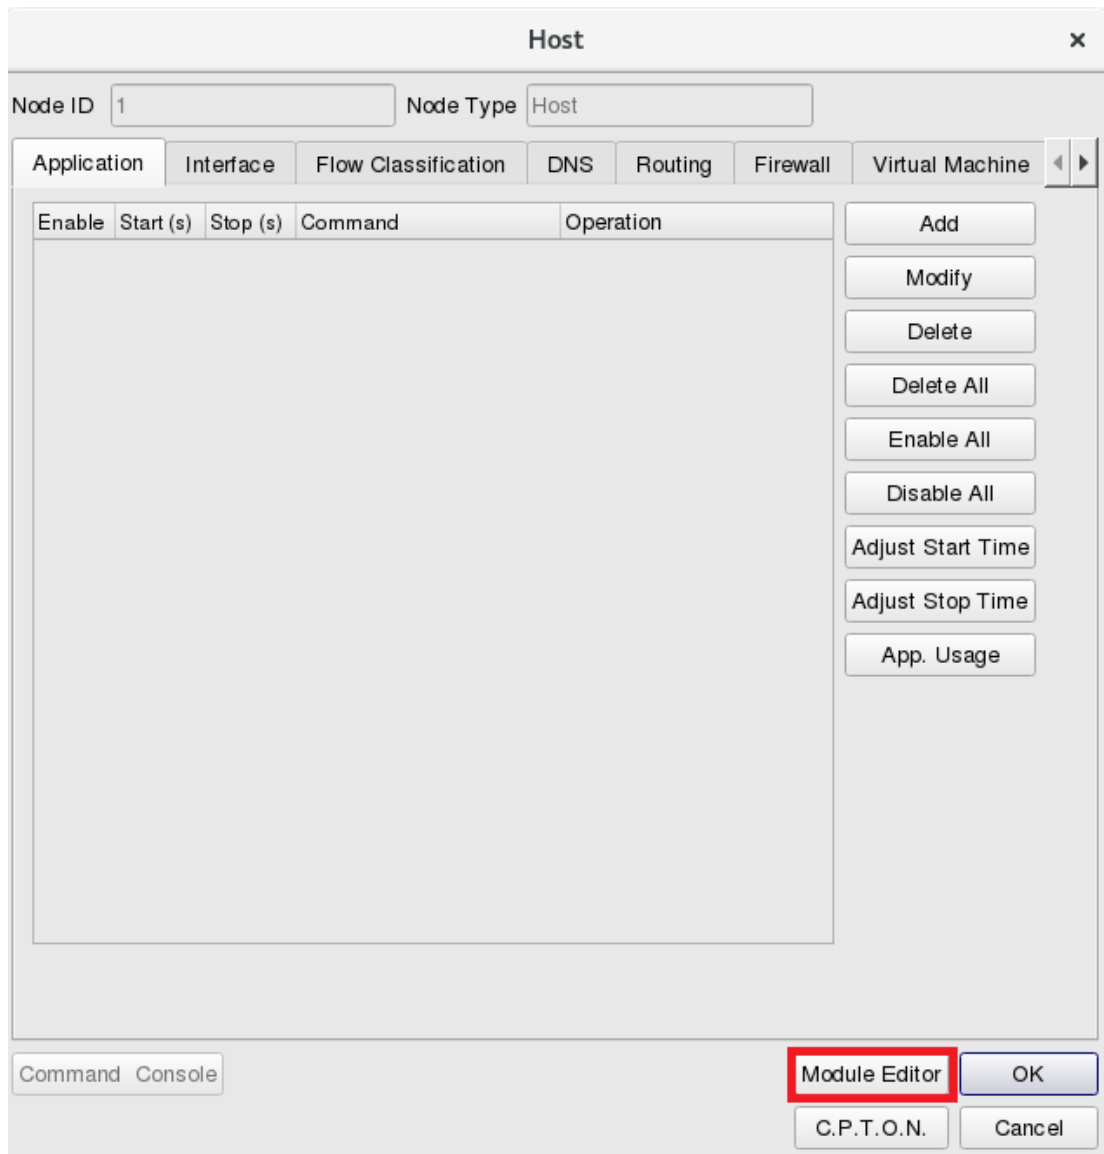 Host ×
Node ID 1 Node Type Host
Application Interface Flow Classification DNS Routing Firewall Virtual Machine
Enable Start (s) Stop (s) Command Operation
Add
Modify
Delete
Delete All
Enable All
Disable All
Adjust Start Time
Adjust Stop Time
App. Usage
Command Console Module Editor OK
C.P.T.O.N. Cancel